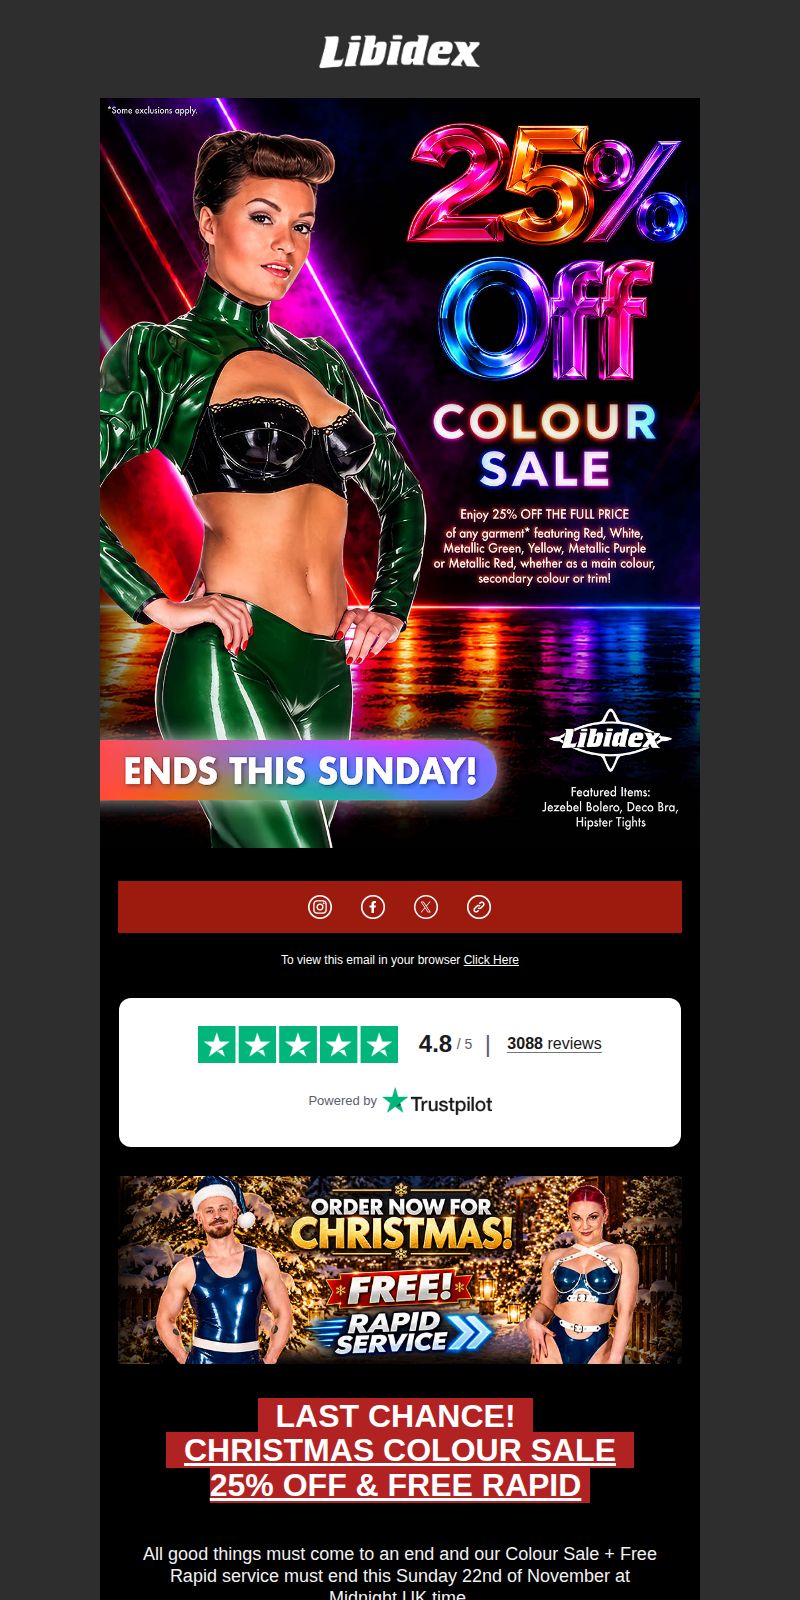 Libidex
*Some exclusions apply.
25%
Off
COLOUR
SALE
Enjoy 25% OFF THE FULL PRICE
of any garment* featuring Red, White,
Metallic Green, Yellow, Metallic Purple
or Metallic Red, whether as a main colour,
secondary colour or trim!
ENDS THIS SUNDAY!
Libidex
Featured Items:
Jezebel Bolero, Deco Bra,
Hipster Tights
To view this email in your browser Click Here
4.8 / 5 | 3088 reviews
Powered by Trustpilot
ORDER NOW FOR
CHRISTMAS!
FREE!
RAPID
SERVICE
LAST CHANCE!
CHRISTMAS COLOUR SALE
25% OFF & FREE RAPID
All good things must come to an end and our Colour Sale + Free
Rapid service must end this Sunday 22nd of November at
Midnight UK time.